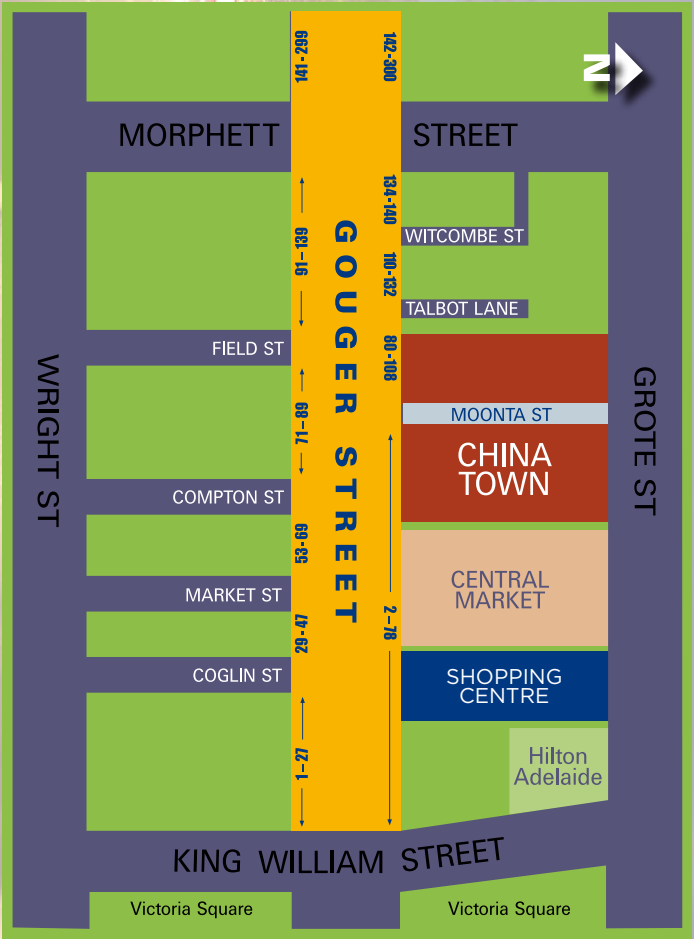 141-299
142-300
N
MORPHETT STREET
134-140
WITCOMBE ST
91–139
110-132
TALBOT LANE
GOUGER STREET
FIELD ST
80-108
WRIGHT ST
GROTE ST
MOONTA ST
71–89
CHINA
TOWN
COMPTON ST
53-69
CENTRAL
MARKET
MARKET ST
2–78
29-47
COGLIN ST
SHOPPING
CENTRE
1–27
Hilton
Adelaide
KING WILLIAM STREET
Victoria Square
Victoria Square